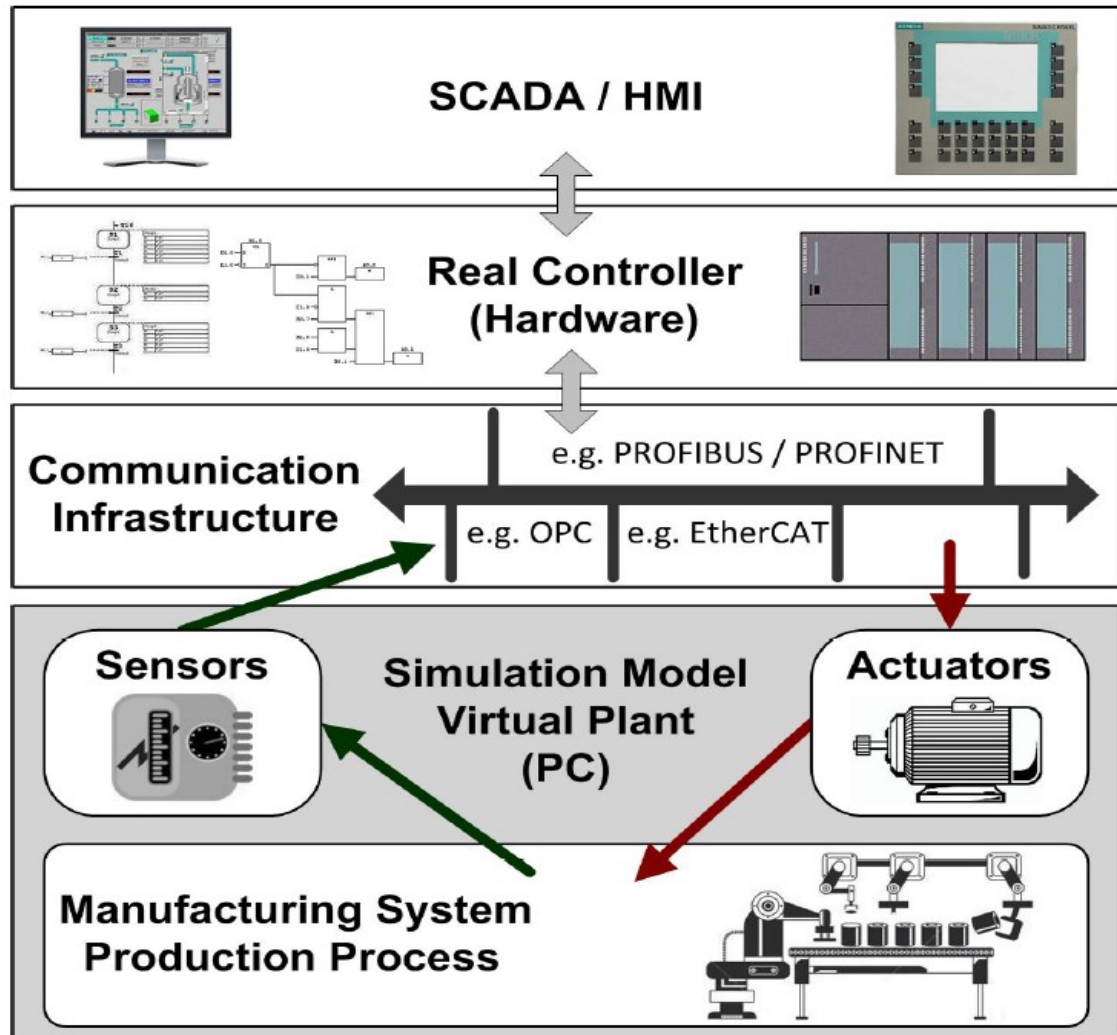 SCADA / HMI
SIEMENS
Real Controller
(Hardware)
e.g. PROFIBUS / PROFINET
Communication
Infrastructure
e.g. OPC
e.g. EtherCAT
Sensors
Simulation Model
Virtual Plant
(PC)
Actuators
Manufacturing System
Production Process